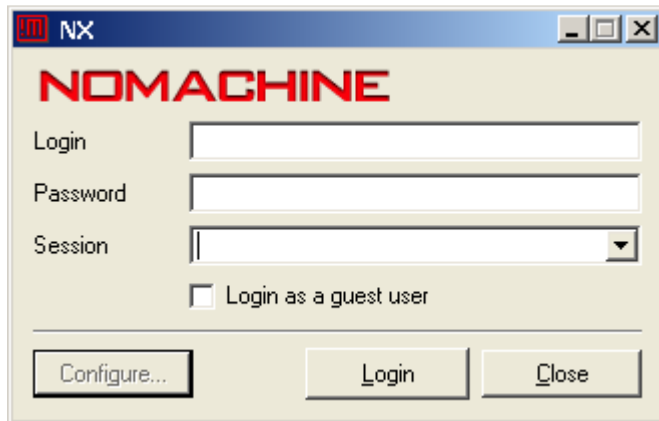 NX
NOMACHINE
Login
Password
Session
Login as a guest user
Configure... Login Close